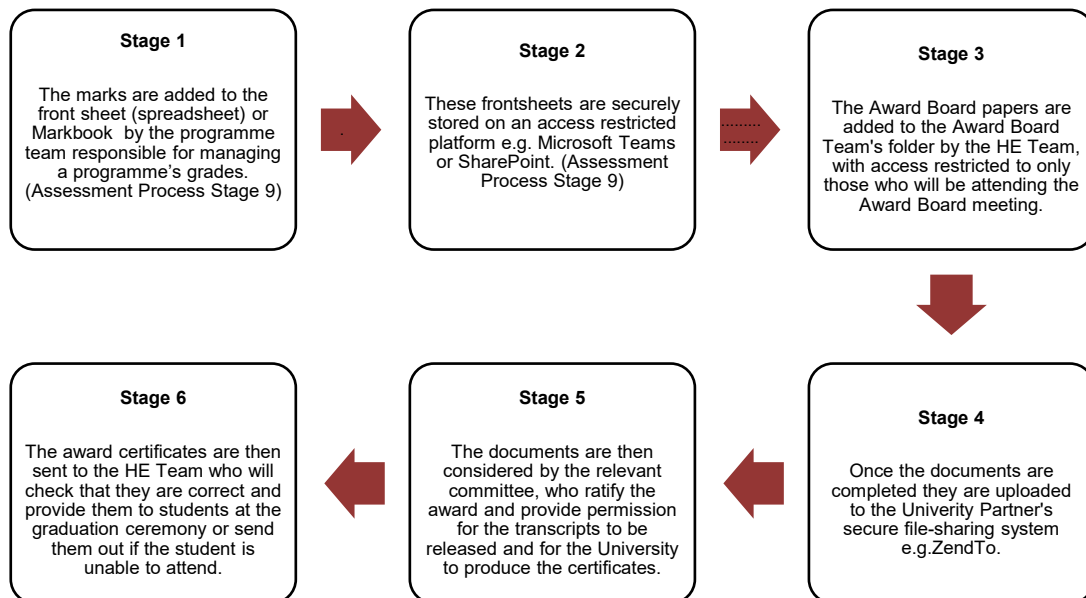 Stage 1
The marks are added to the
front sheet (spreadsheet) or
Markbook by the programme
team responsible for managing
a programme's grades.
(Assessment Process Stage 9)
.
Stage 2
These frontsheets are securely
stored on an access restricted
platform e.g. Microsoft Teams
or SharePoint. (Assessment
Process Stage 9)
.........
........
Stage 3
The Award Board papers are
added to the Award Board
Team's folder by the HE Team,
with access restricted to only
those who will be attending the
Award Board meeting.
Stage 4
Once the documents are
completed they are uploaded
to the Univerity Partner's
secure file-sharing system
e.g.ZendTo.
Stage 5
The documents are then
considered by the relevant
committee, who ratify the
award and provide permission
for the transcripts to be
released and for the University
to produce the certificates.
Stage 6
The award certificates are then
sent to the HE Team who will
check that they are correct and
provide them to students at the
graduation ceremony or send
them out if the student is
unable to attend.